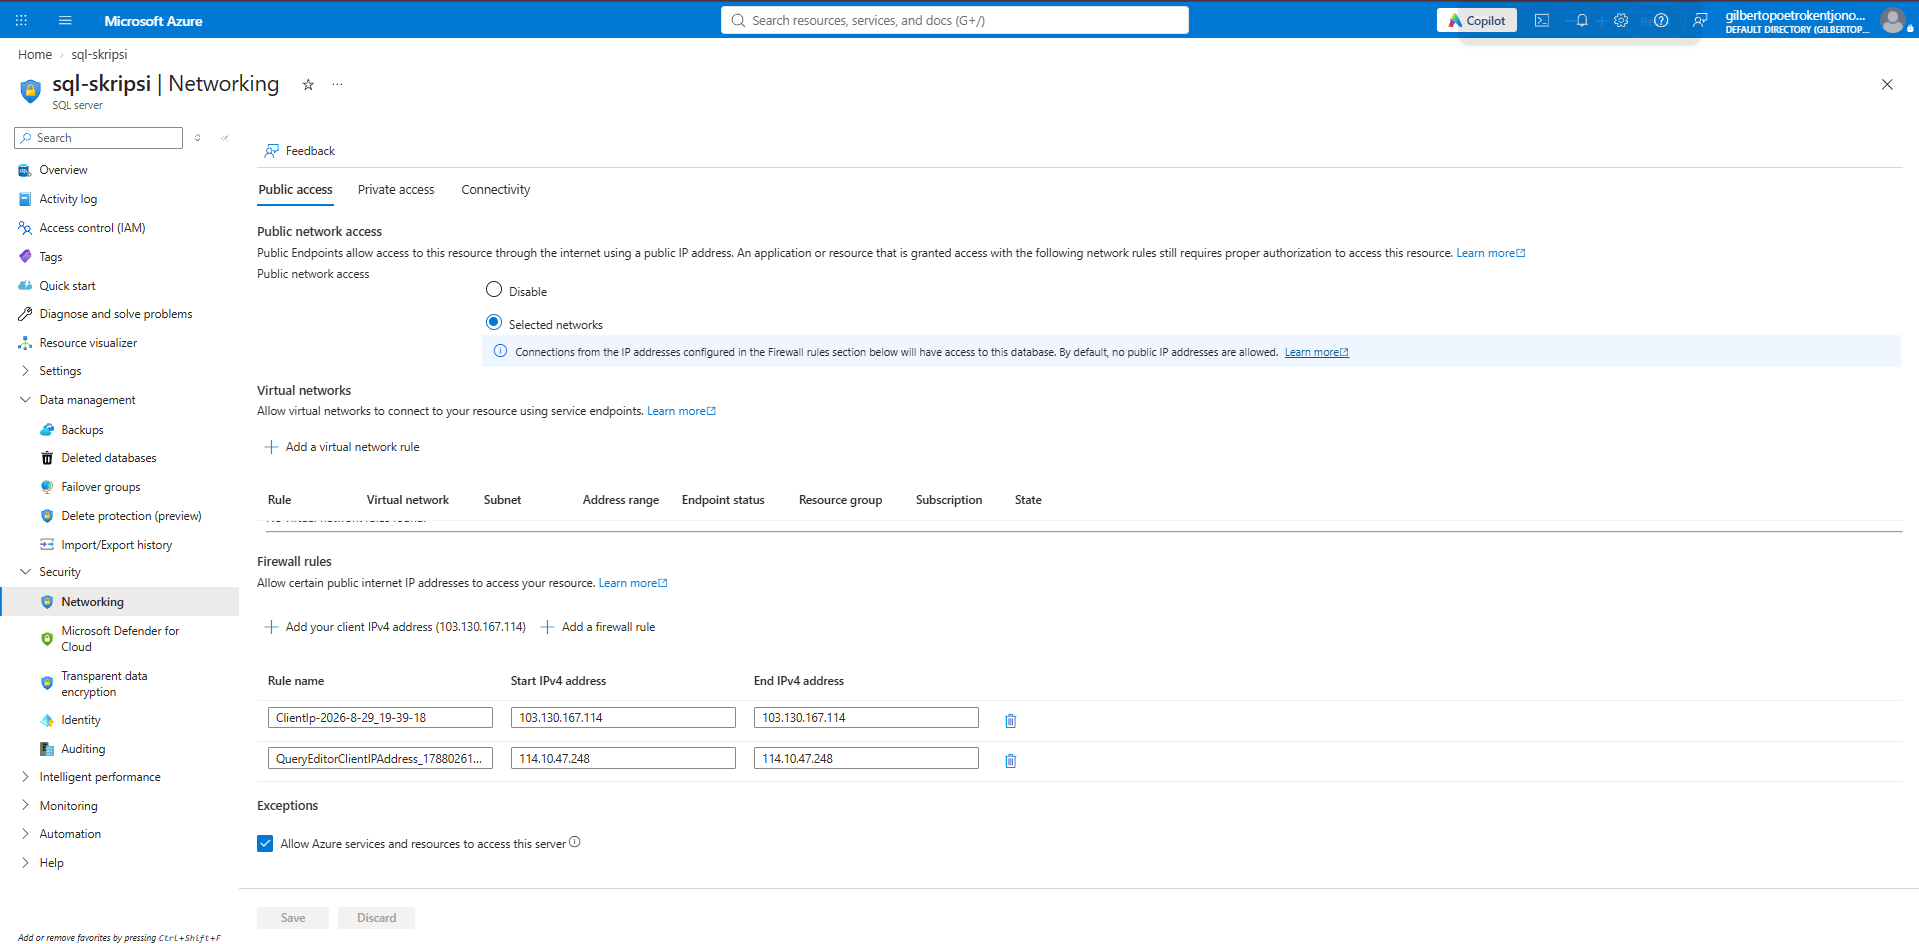 Microsoft Azure
Search resources, services, and docs (G+/)
Copilot
gilbertopoetrokentjono...
DEFAULT DIRECTORY (GILBERTOP...
Home › sql-skripsi
sql-skripsi | Networking
SQL server
Search
Overview
Activity log
Access control (IAM)
Tags
Quick start
Diagnose and solve problems
Resource visualizer
Settings
Data management
Backups
Deleted databases
Failover groups
Delete protection (preview)
Import/Export history
Security
Networking
Microsoft Defender for
Cloud
Transparent data
encryption
Identity
Auditing
Intelligent performance
Monitoring
Automation
Help
Add or remove favorites by pressing Ctrl+Shift+F
Feedback
Public access Private access Connectivity
Public network access
Public Endpoints allow access to this resource through the internet using a public IP address. An application or resource that is granted access with the following network rules still requires proper authorization to access this resource. Learn more
Public network access
Disable
Selected networks
Connections from the IP addresses configured in the Firewall rules section below will have access to this database. By default, no public IP addresses are allowed. Learn more
Virtual networks
Allow virtual networks to connect to your resource using service endpoints. Learn more
Add a virtual network rule
Rule Virtual network Subnet Address range Endpoint status Resource group Subscription State
No virtual network rules found.
Firewall rules
Allow certain public internet IP addresses to access your resource. Learn more
Add your client IPv4 address (103.130.167.114) Add a firewall rule
Rule name Start IPv4 address End IPv4 address
ClientIp-2026-8-29_19-39-18 103.130.167.114 103.130.167.114
QueryEditorClientIPAddress_17880261... 114.10.47.248 114.10.47.248
Exceptions
Allow Azure services and resources to access this server
Save Discard